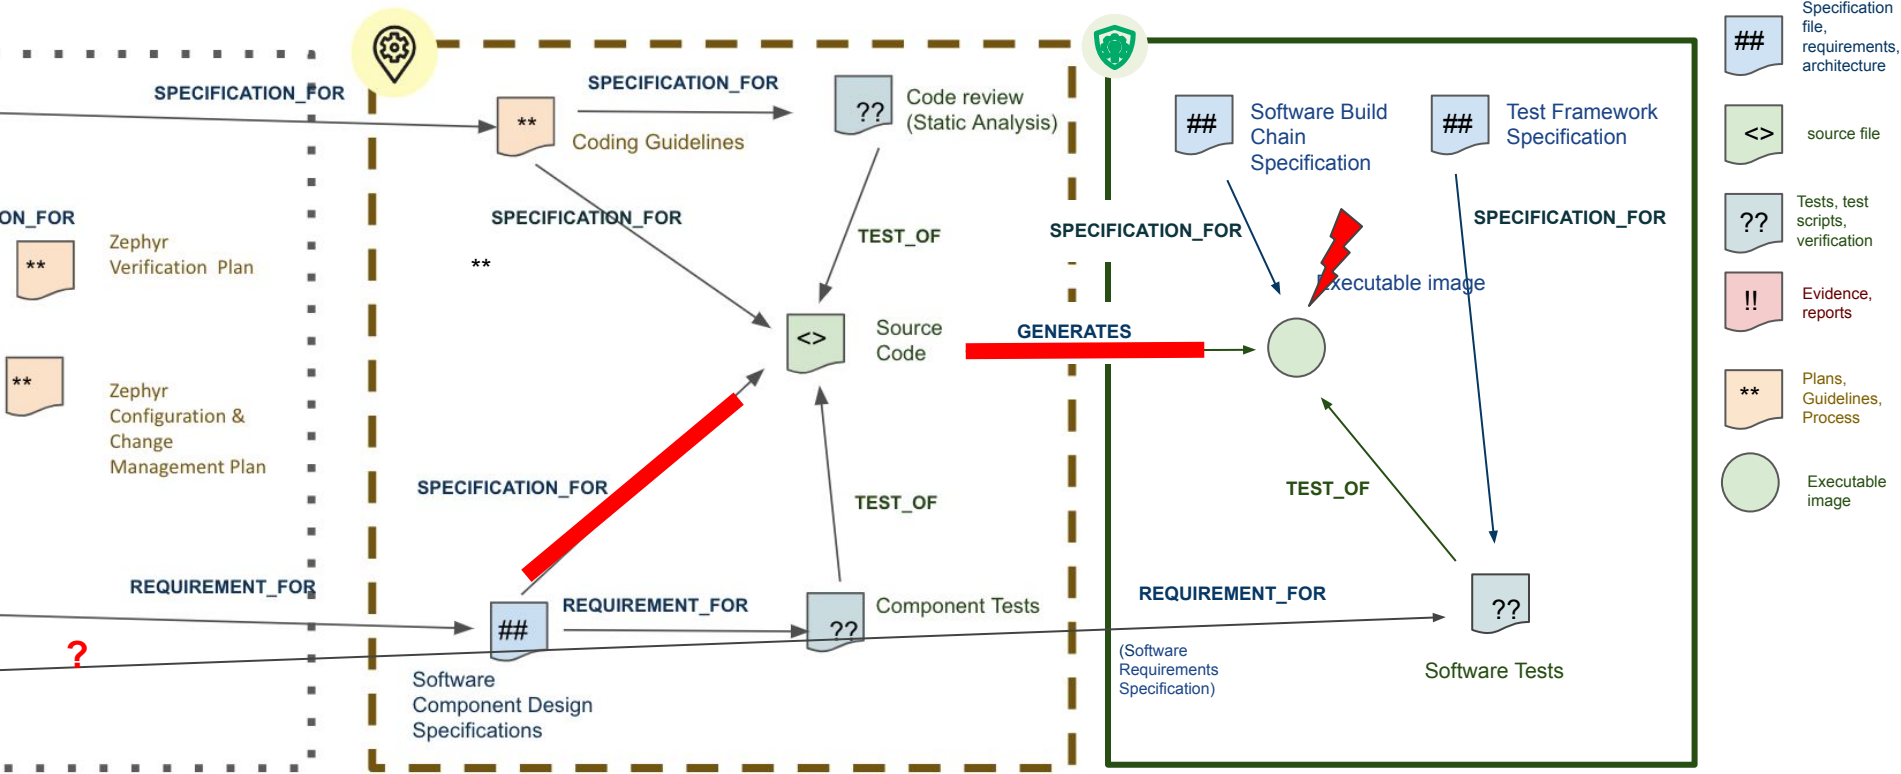 SPECIFICATION_FOR
ON_FOR
**
Zephyr
Verification Plan
**
Zephyr
Configuration &
Change
Management Plan
REQUIREMENT_FOR
?
SPECIFICATION_FOR
**
Coding Guidelines
??
Code review
(Static Analysis)
SPECIFICATION_FOR
**
TEST_OF
<>
Source
Code
SPECIFICATION_FOR
TEST_OF
##
REQUIREMENT_FOR
??
Component Tests
Software
Component Design
Specifications
GENERATES
##
Software Build
Chain
Specification
##
Test Framework
Specification
SPECIFICATION_FOR
SPECIFICATION_FOR
Executable image
TEST_OF
REQUIREMENT_FOR
(Software
Requirements
Specification)
??
Software Tests
##
Specification
file,
requirements,
architecture
<>
source file
??
Tests, test
scripts,
verification
!!
Evidence,
reports
**
Plans,
Guidelines,
Process
Executable
image